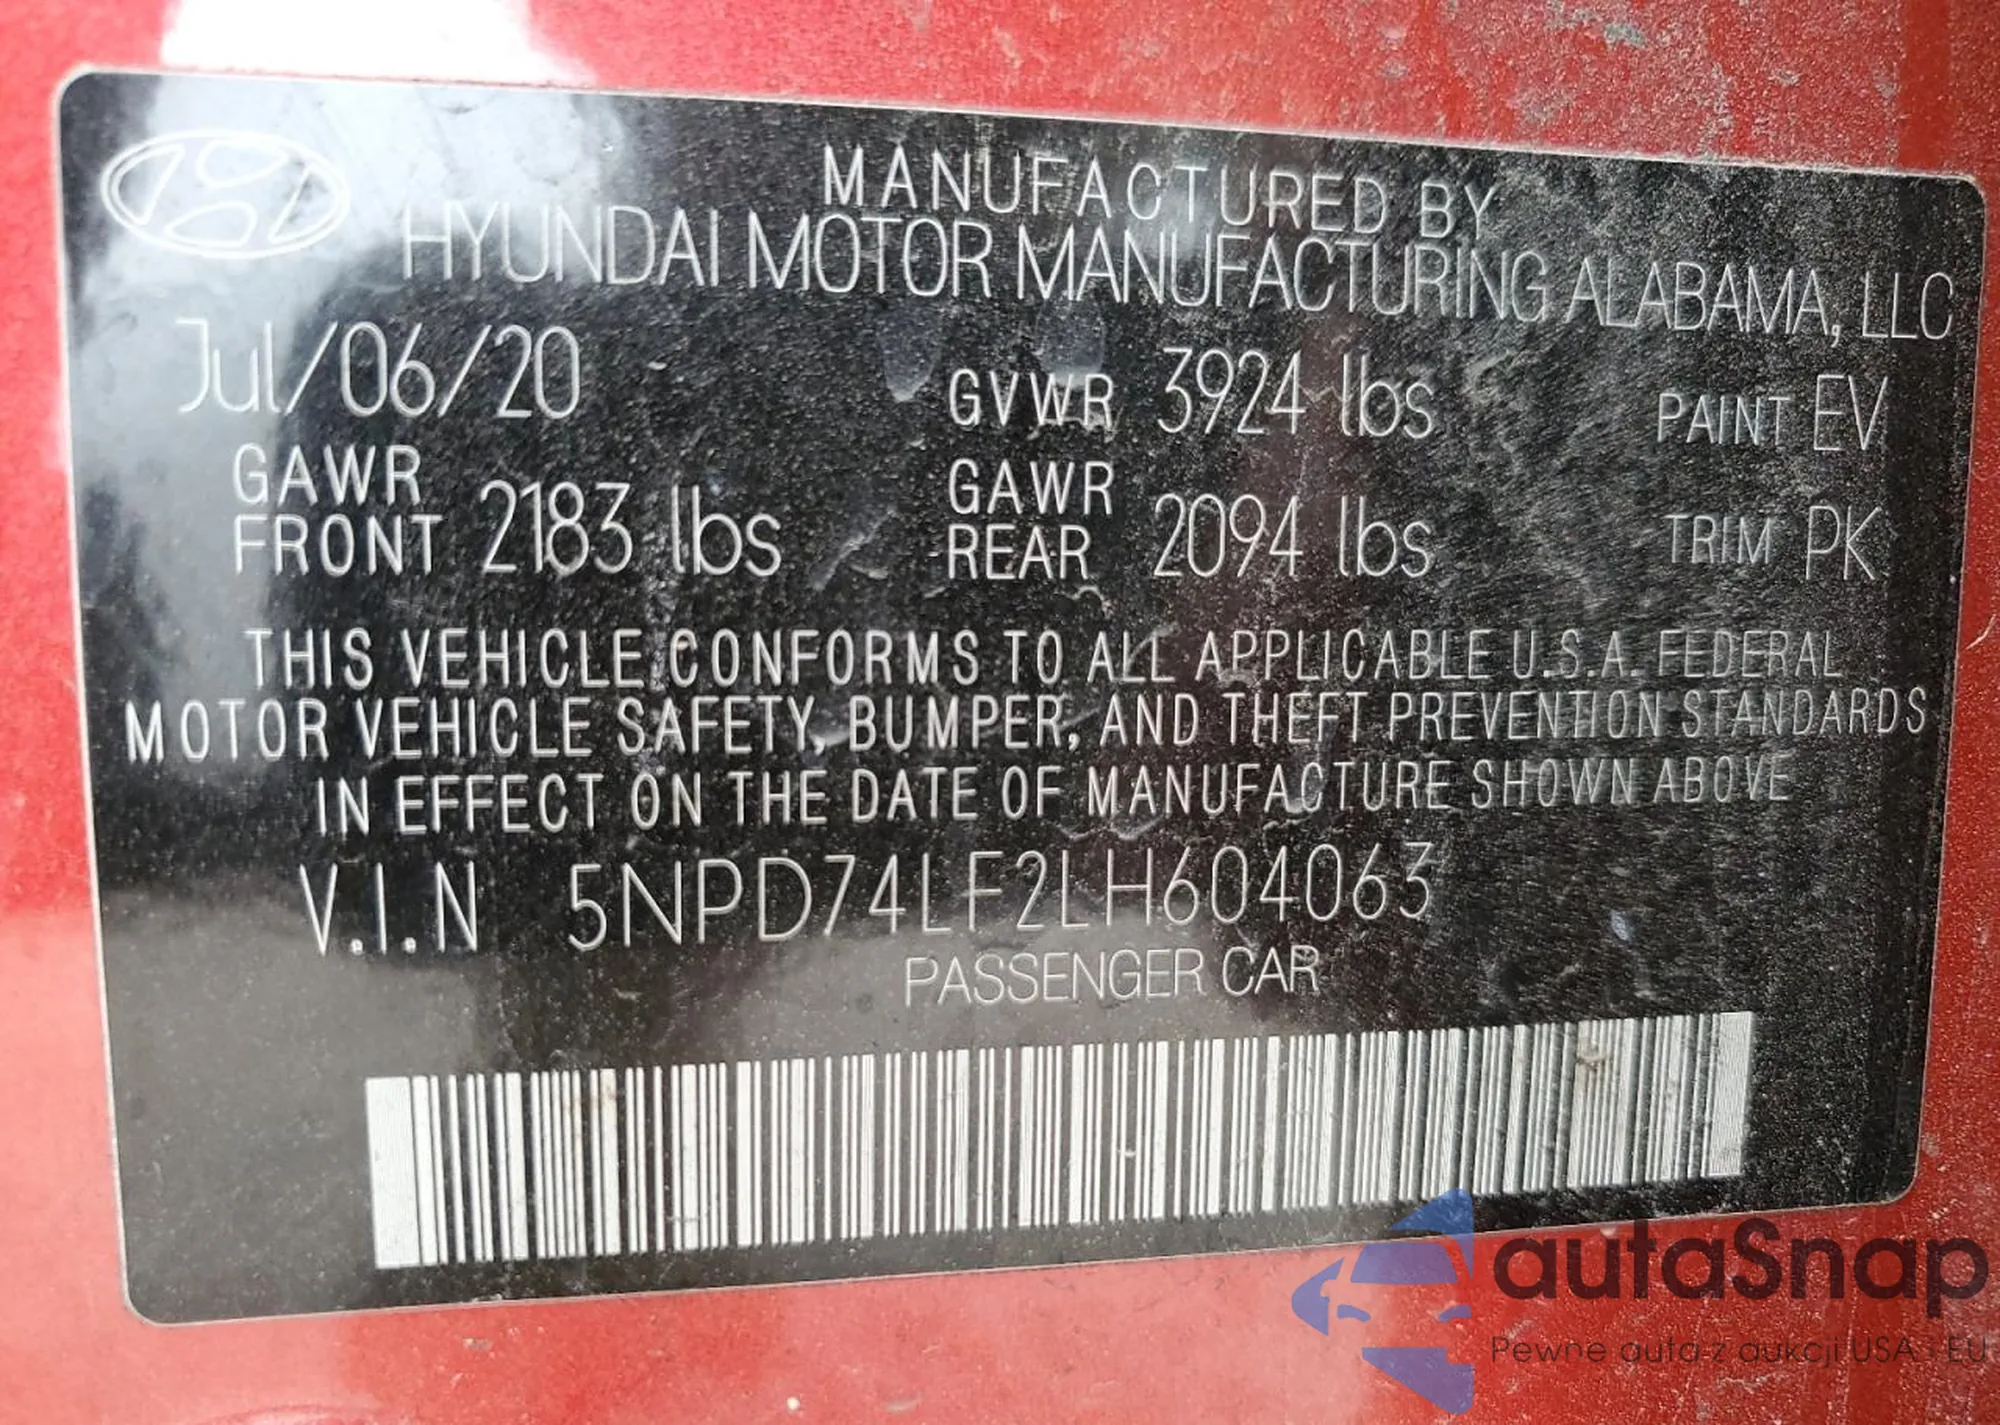 MANUFACTURED BY
HYUNDAI MOTOR MANUFACTURING ALABAMA, LLC
Jul/06/20 GVWR 3924 lbs PAINT EV
GAWR FRONT 2183 lbs GAWR REAR 2094 lbs TRIM PK
THIS VEHICLE CONFORMS TO ALL APPLICABLE U.S.A. FEDERAL
MOTOR VEHICLE SAFETY, BUMPER, AND THEFT PREVENTION STANDARDS
IN EFFECT ON THE DATE OF MANUFACTURE SHOWN ABOVE
V.I.N 5NPD74LF2LH604063
PASSENGER CAR
autaSnap
Pewne auta z aukcji USA i EU